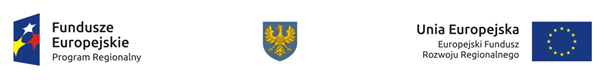 Fundusze
Europejskie
Program Regionalny
Unia Europejska
Europejski Fundusz
Rozwoju Regionalnego